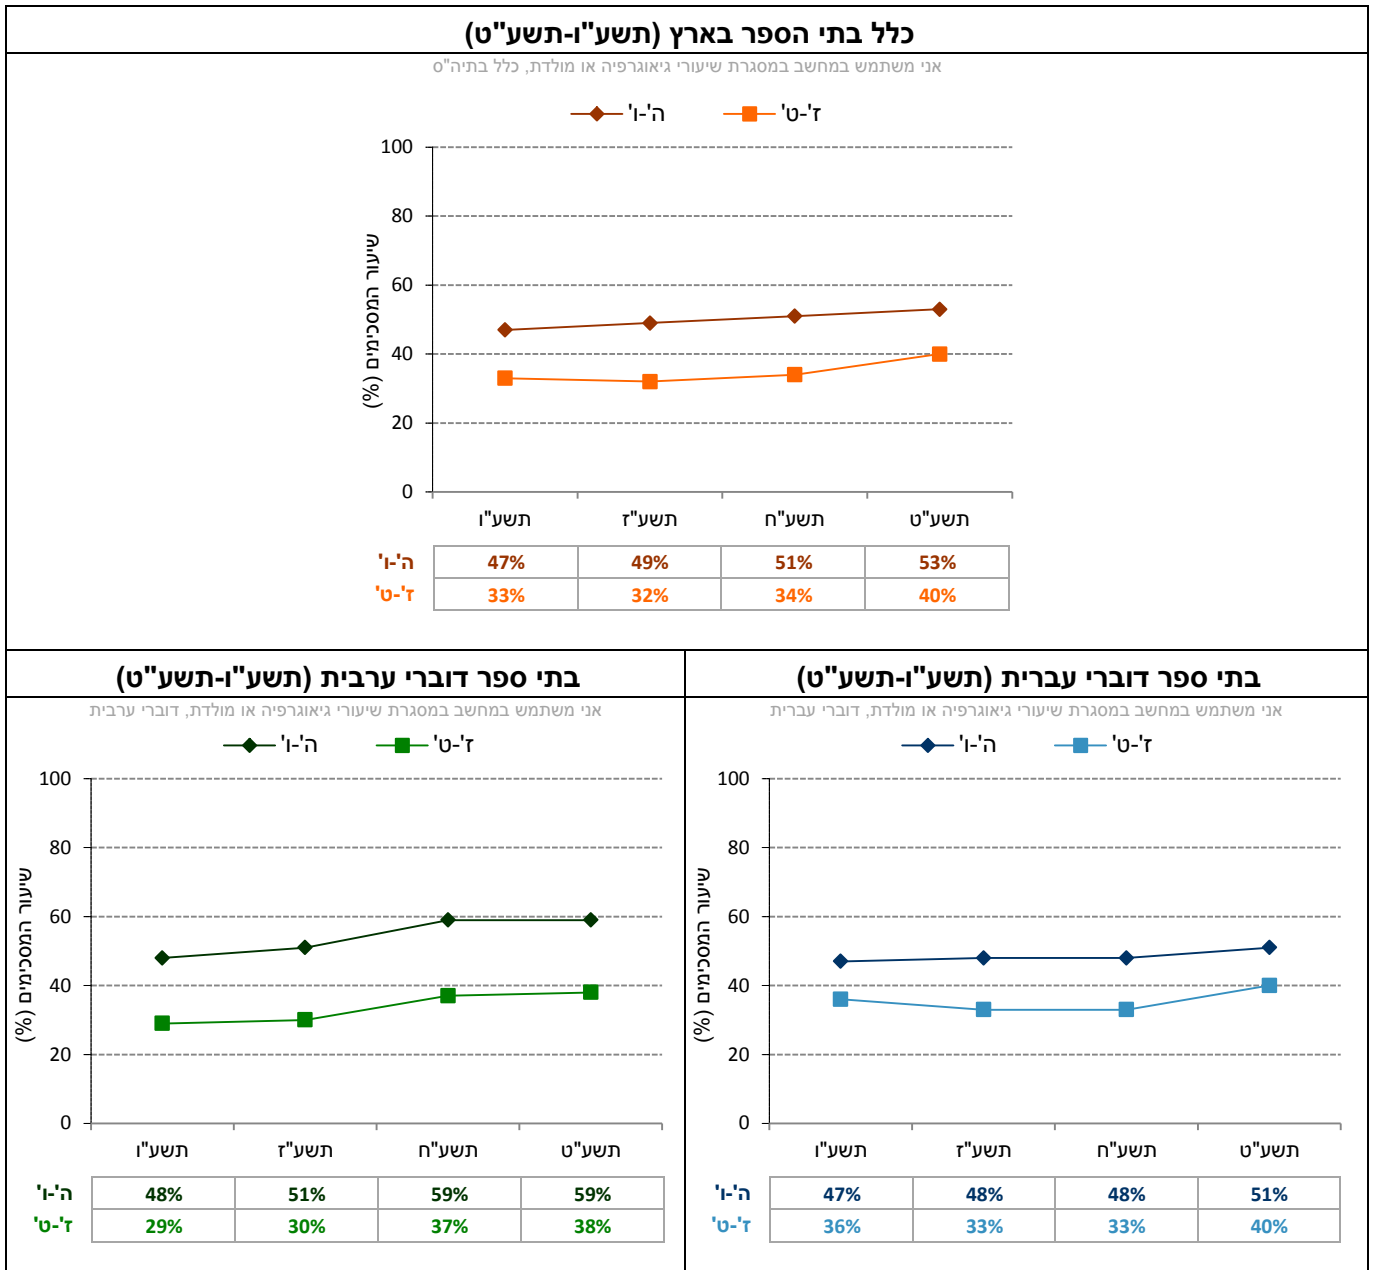 כלל בתי הספר בארץ (תשע"ו-תשע"ט)
אני משתמש במחשב במסגרת שיעורי גיאוגרפיה או מולדת, כלל בתיה"ס
ה'-ו' ז'-ט'
שיעור המסכימים (%)
100
80
60
40
20
0
תשע"ו תשע"ז תשע"ח תשע"ט
ה'-ו' 47% 49% 51% 53%
ז'-ט' 33% 32% 34% 40%
בתי ספר דוברי עברית (תשע"ו-תשע"ט)
אני משתמש במחשב במסגרת שיעורי גיאוגרפיה או מולדת, דוברי עברית
ה'-ו' ז'-ט'
שיעור המסכימים (%)
100
80
60
40
20
0
תשע"ו תשע"ז תשע"ח תשע"ט
ה'-ו' 47% 48% 48% 51%
ז'-ט' 36% 33% 33% 40%
בתי ספר דוברי ערבית (תשע"ו-תשע"ט)
אני משתמש במחשב במסגרת שיעורי גיאוגרפיה או מולדת, דוברי ערבית
ה'-ו' ז'-ט'
שיעור המסכימים (%)
100
80
60
40
20
0
תשע"ו תשע"ז תשע"ח תשע"ט
ה'-ו' 48% 51% 59% 59%
ז'-ט' 29% 30% 37% 38%